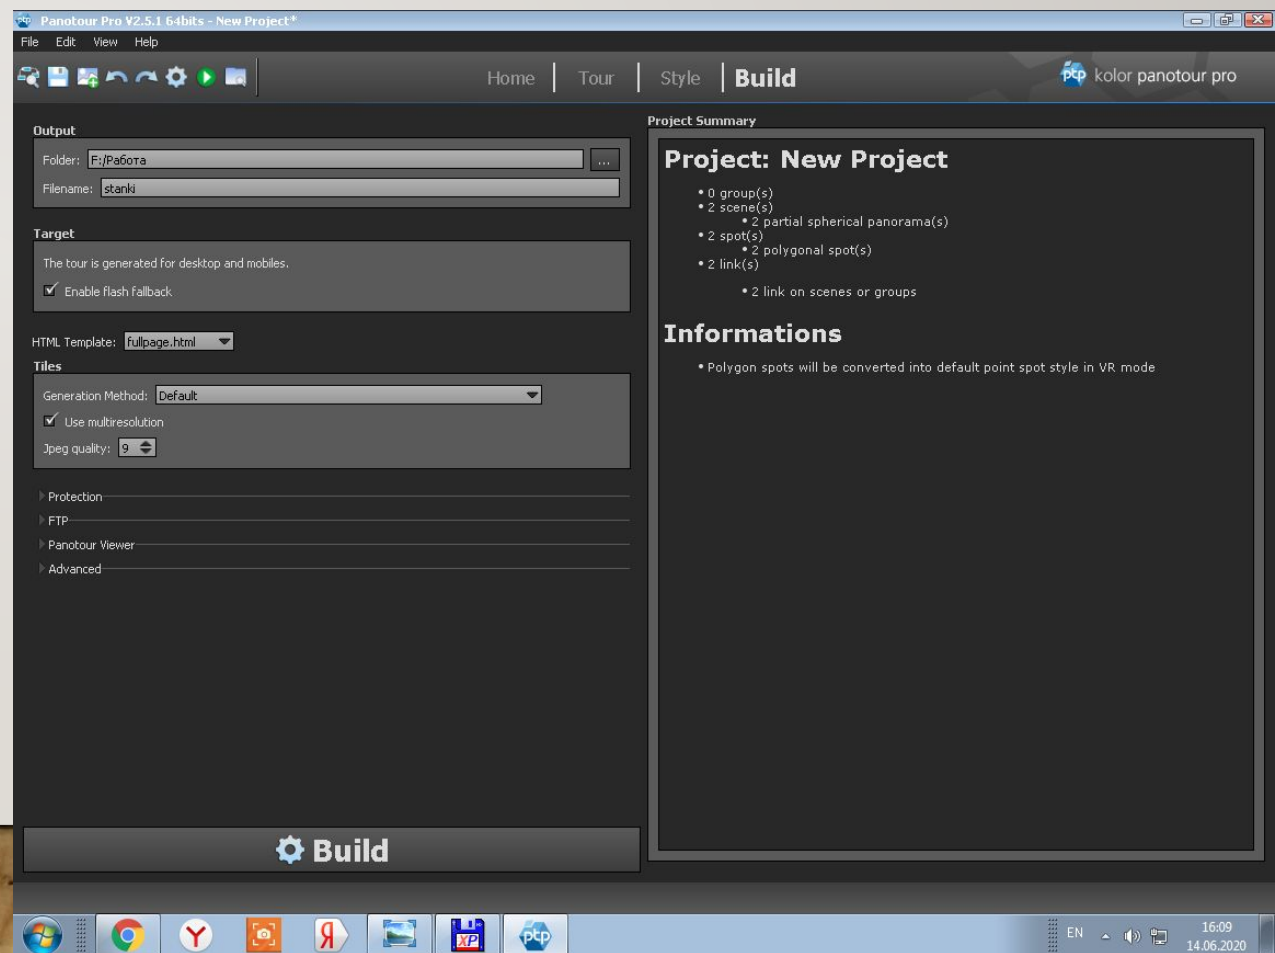 Panotour Pro V2.5.1 64bits - New Project*
File Edit View Help
Home Tour Style Build
ptp kolor panotour pro
Output
Folder: F:/Работа ...
Filename: stanki
Target
The tour is generated for desktop and mobiles.
Enable flash fallback
HTML Template: fullpage.html
Tiles
Generation Method: Default
Use multiresolution
Jpeg quality: 9
Protection
FTP
Panotour Viewer
Advanced
Build
Project Summary
Project: New Project
• 0 group(s)
• 2 scene(s)
• 2 partial spherical panorama(s)
• 2 spot(s)
• 2 polygonal spot(s)
• 2 link(s)
• 2 link on scenes or groups
Informations
• Polygon spots will be converted into default point spot style in VR mode
Y
Я
XP
ptp
EN
16:09
14.06.2020